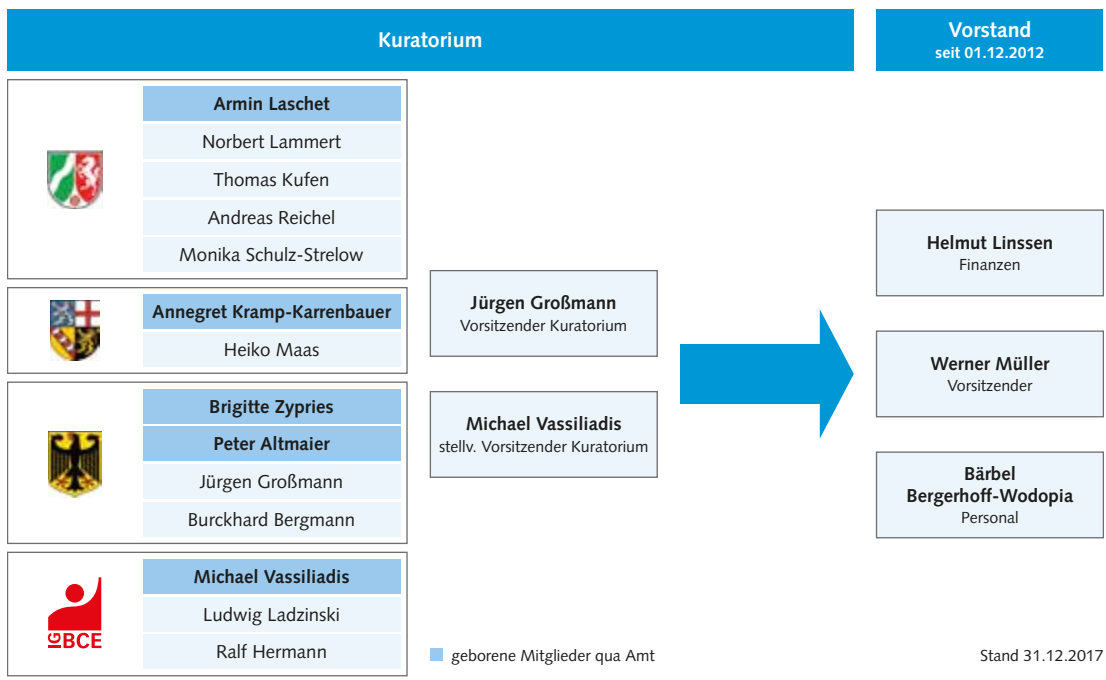 Kuratorium
Vorstand
seit 01.12.2012
Armin Laschet
Norbert Lammert
Thomas Kufen
Andreas Reichel
Monika Schulz-Strelow
Annegret Kramp-Karrenbauer
Heiko Maas
Brigitte Zypries
Peter Altmaier
Jürgen Großmann
Burckhard Bergmann
IGBCE
Michael Vassiliadis
Ludwig Ladzinski
Ralf Hermann
Jürgen Großmann
Vorsitzender Kuratorium
Michael Vassiliadis
stellv. Vorsitzender Kuratorium
Helmut Linssen
Finanzen
Werner Müller
Vorsitzender
Bärbel
Bergerhoff-Wodopia
Personal
geborene Mitglieder qua Amt
Stand 31.12.2017